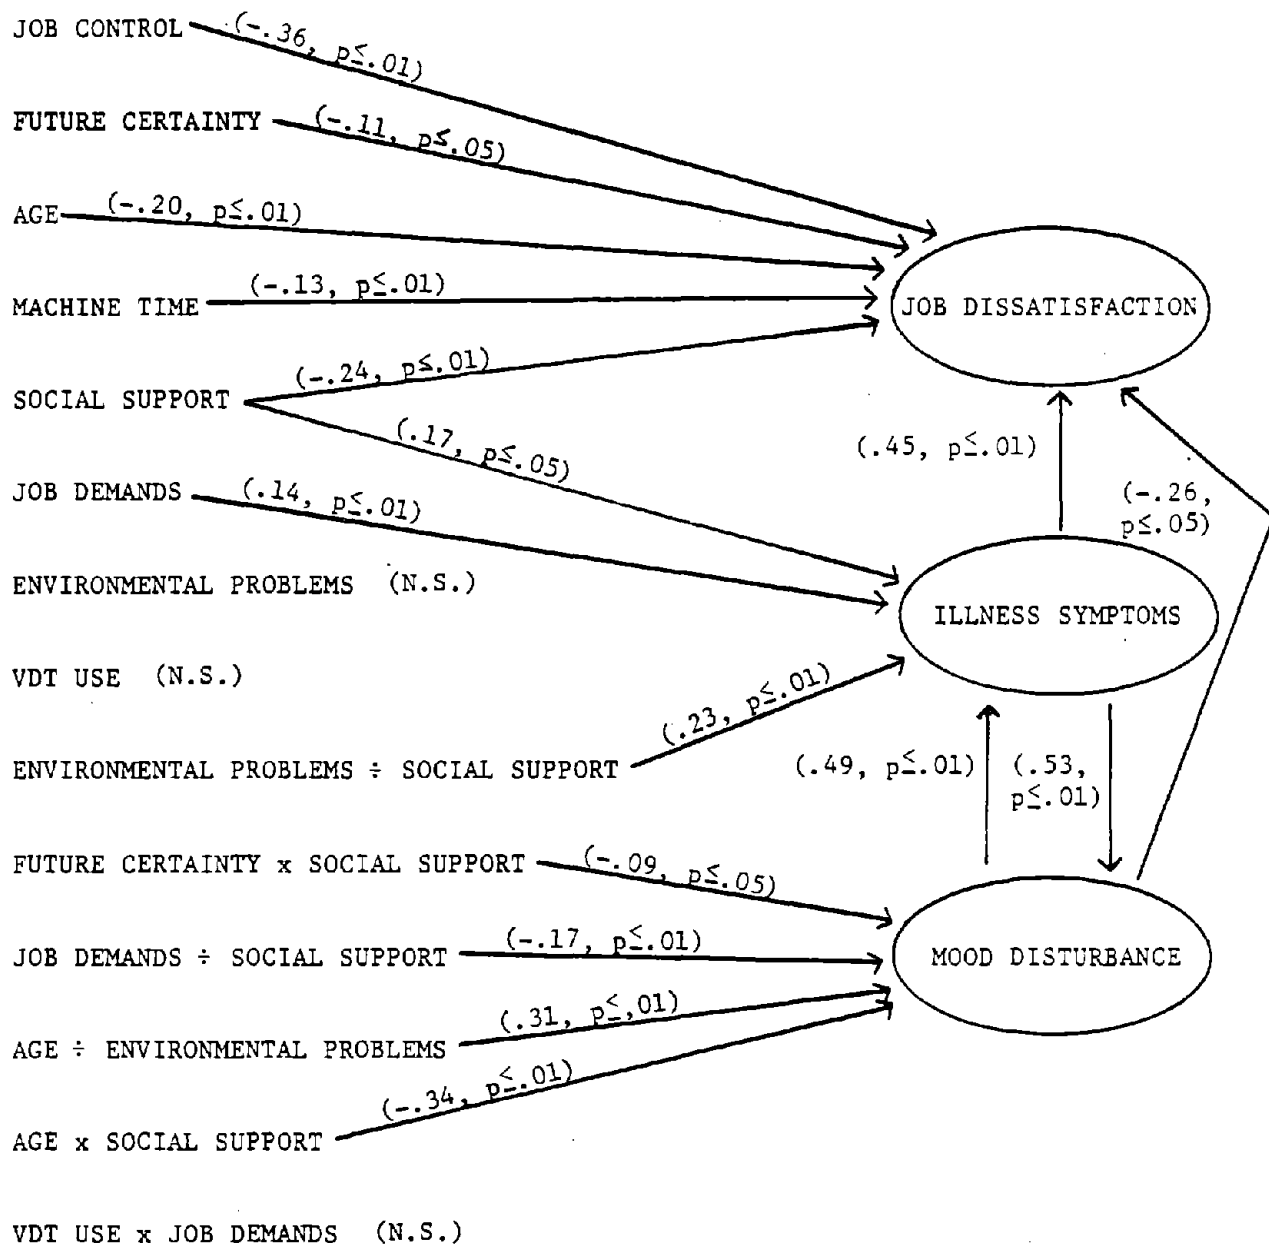 JOB CONTROL (-.36, p≤.01)
FUTURE CERTAINTY (-.11, p≤.05)
AGE (-.20, p≤.01)
MACHINE TIME (-.13, p≤.01)
JOB DISSATISFACTION
SOCIAL SUPPORT (-.24, p≤.01)
(.17, p≤.05)
(.45, p≤.01)
JOB DEMANDS (.14, p≤.01)
(-.26,
p≤.05)
ENVIRONMENTAL PROBLEMS (N.S.)
ILLNESS SYMPTOMS
VDT USE (N.S.)
ENVIRONMENTAL PROBLEMS ÷ SOCIAL SUPPORT (.23, p≤.01)
(.49, p≤.01)
(.53,
p≤.01)
FUTURE CERTAINTY x SOCIAL SUPPORT (-.09, p≤.05)
JOB DEMANDS ÷ SOCIAL SUPPORT (-.17, p≤.01)
MOOD DISTURBANCE
AGE ÷ ENVIRONMENTAL PROBLEMS (.31, p≤,01)
AGE x SOCIAL SUPPORT (-.34, p≤.01)
VDT USE x JOB DEMANDS (N.S.)